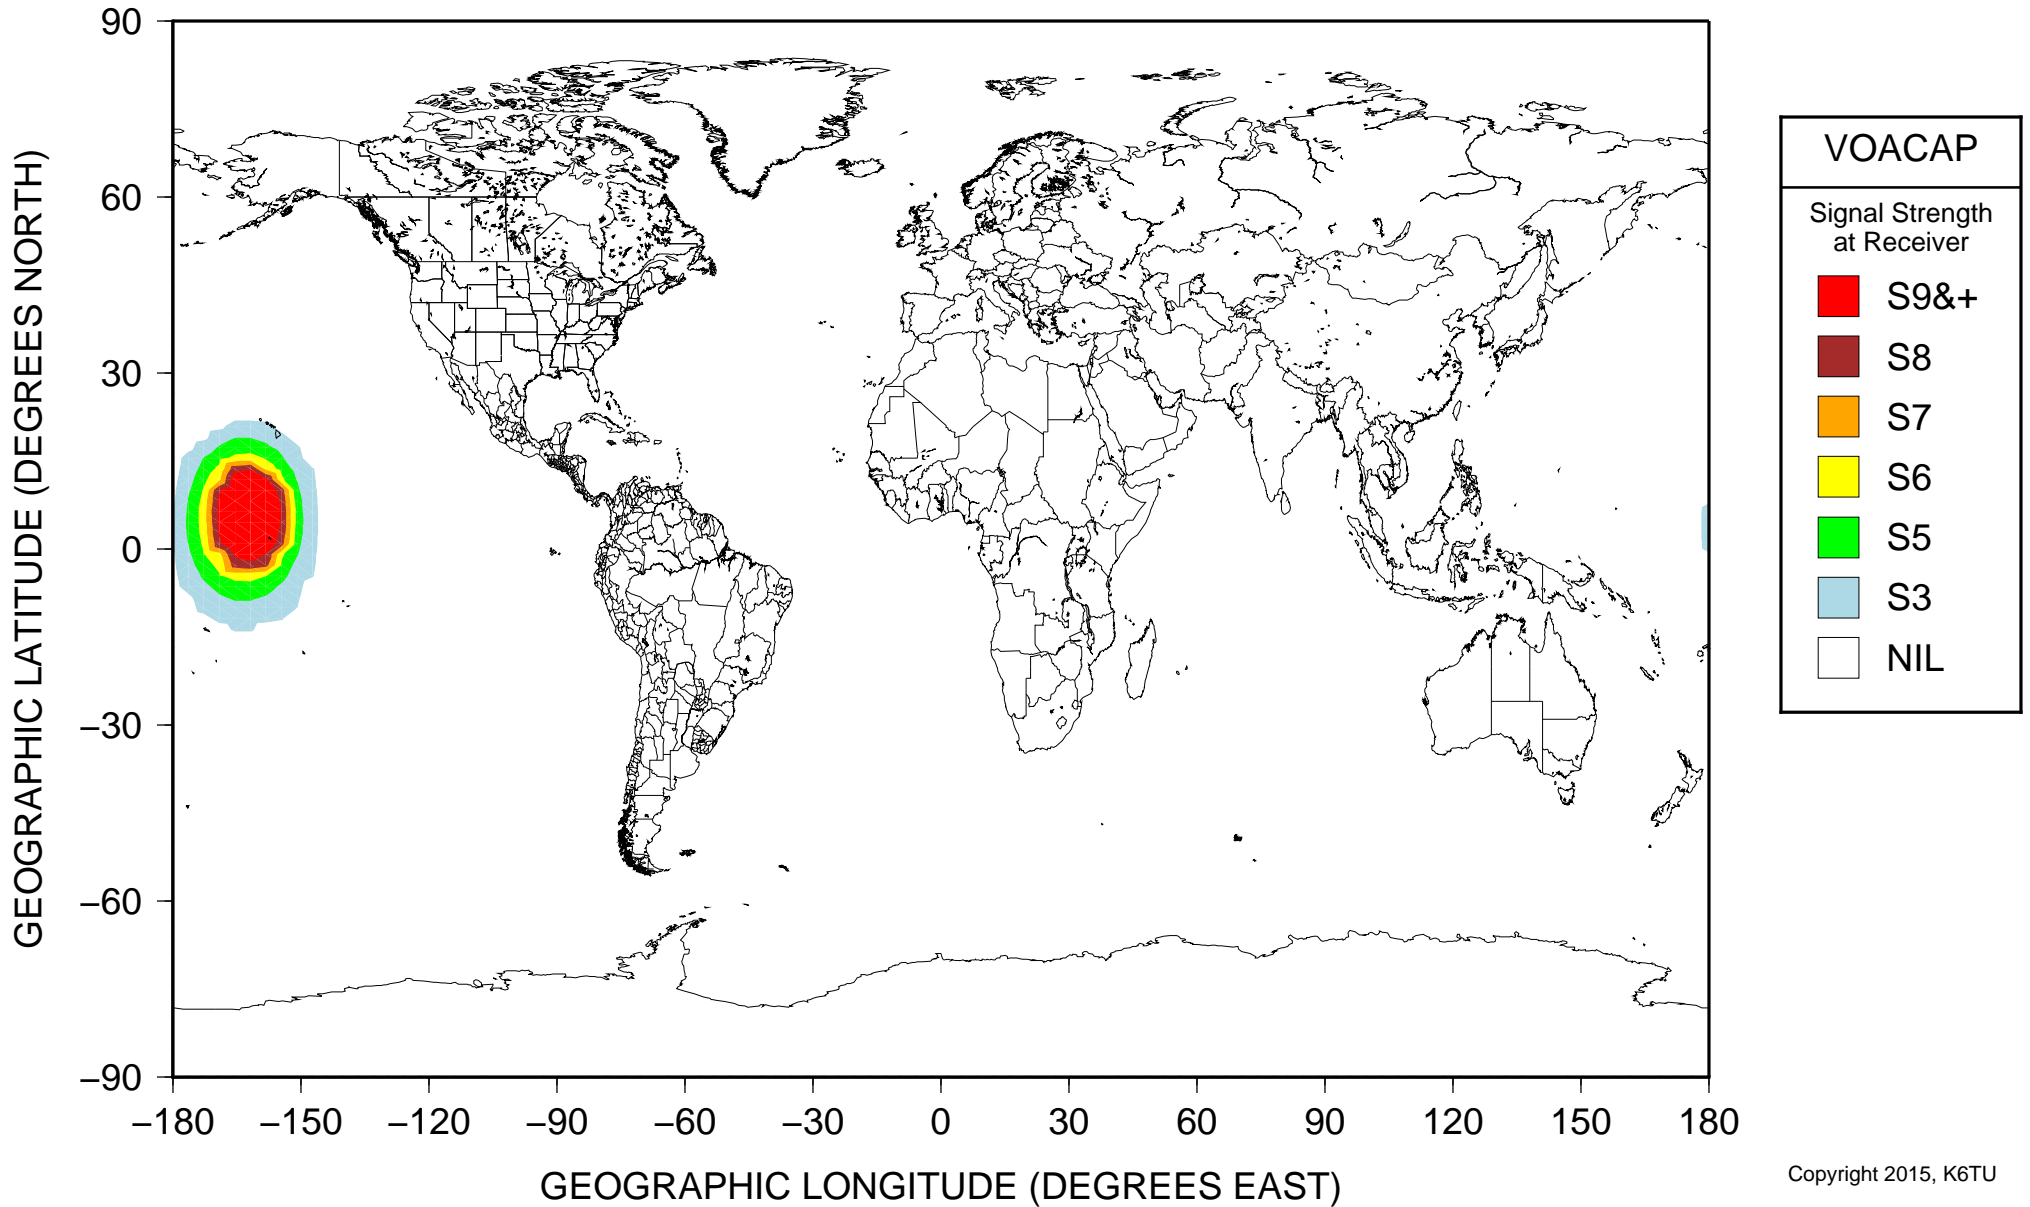 90
60
30
0
−30
−60
−90
GEOGRAPHIC LATITUDE (DEGREES NORTH)
−180 −150 −120 −90 −60 −30 0 30 60 90 120 150 180
GEOGRAPHIC LONGITUDE (DEGREES EAST)
VOACAP
Signal Strength
at Receiver
S9&+
S8
S7
S6
S5
S3
NIL
Copyright 2015, K6TU